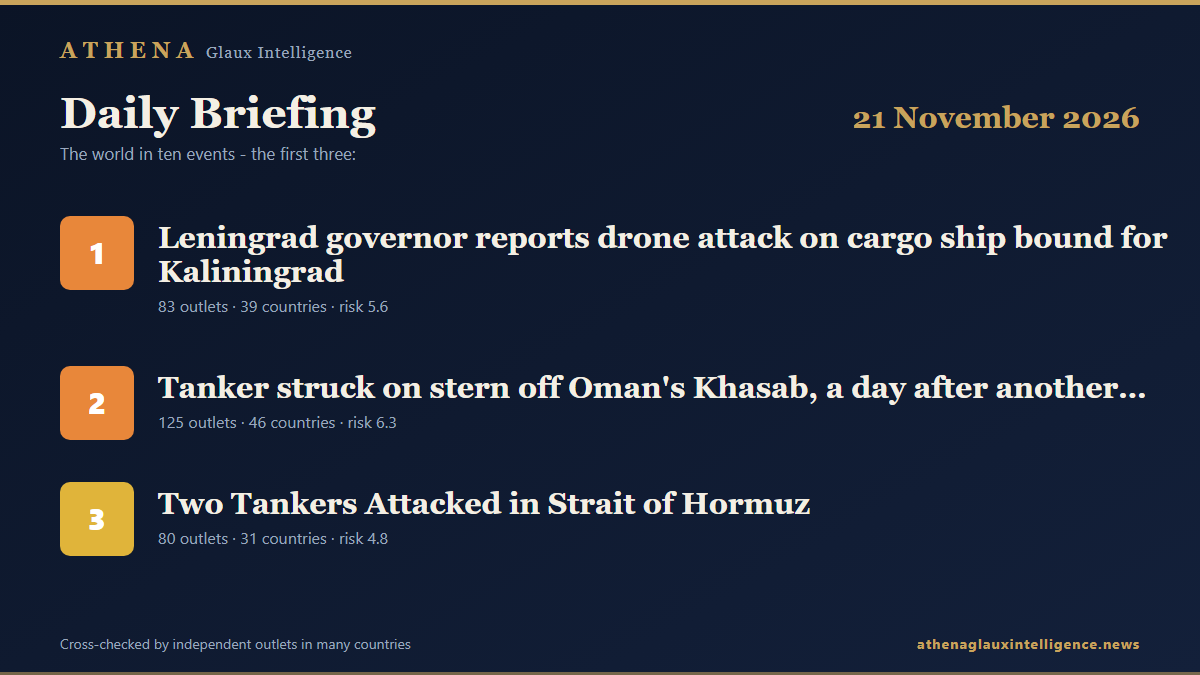 ATHENA Glaux Intelligence
Daily Briefing
21 November 2026
The world in ten events - the first three:
1
Leningrad governor reports drone attack on cargo ship bound for
Kaliningrad
83 outlets · 39 countries · risk 5.6
2
Tanker struck on stern off Oman's Khasab, a day after another...
125 outlets · 46 countries · risk 6.3
3
Two Tankers Attacked in Strait of Hormuz
80 outlets · 31 countries · risk 4.8
Cross-checked by independent outlets in many countries
athenaglauxintelligence.news